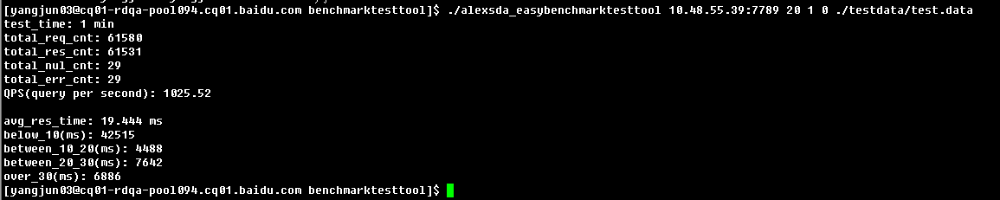 [yangjun03@cq01-rdqa-pool094.cq01.baidu.com benchmarktesttool]$ ./alexsda_easybenchmarktesttool 10.48.55.39:7789 20 1 0 ./testdata/test.data
test_time: 1 min
total_req_cnt: 61580
total_res_cnt: 61531
total_nul_cnt: 29
total_err_cnt: 29
QPS(query per second): 1025.52
avg_res_time: 19.444 ms
below_10(ms): 42515
between_10_20(ms): 4488
between_20_30(ms): 7642
over_30(ms): 6886
[yangjun03@cq01-rdqa-pool094.cq01.baidu.com benchmarktesttool]$